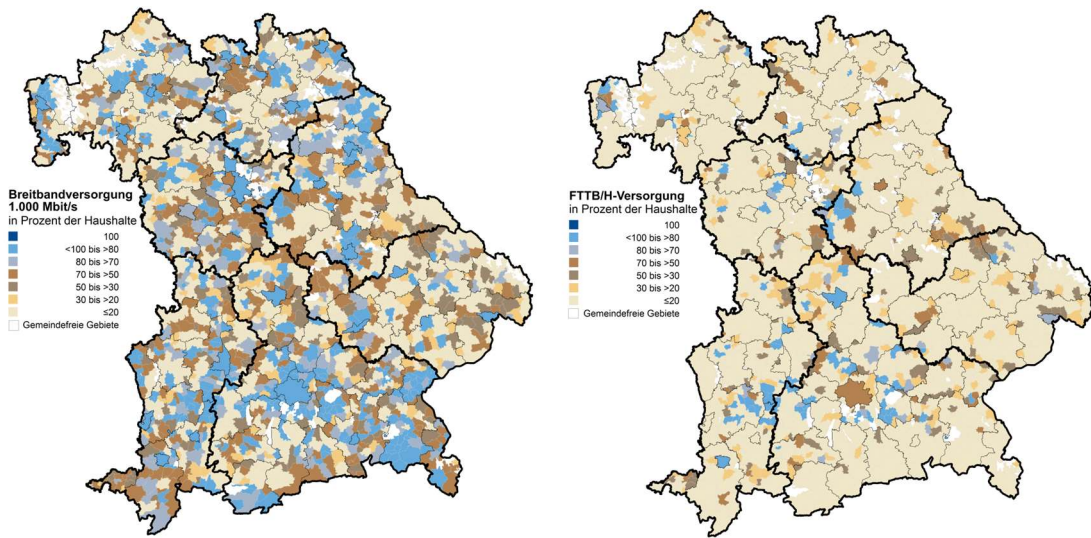 Breitbandversorgung
1.000 Mbit/s
in Prozent der Haushalte
100
<100 bis >80
80 bis >70
70 bis >50
50 bis >30
30 bis >20
≤20
Gemeindefreie Gebiete
FTTB/H-Versorgung
in Prozent der Haushalte
100
<100 bis >80
80 bis >70
70 bis >50
50 bis >30
30 bis >20
≤20
Gemeindefreie Gebiete